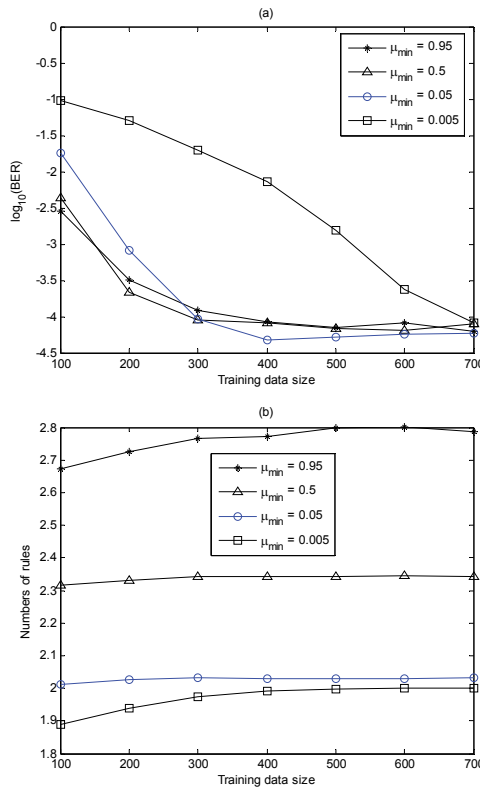 (a)
0
-0.5
-1
-1.5
-2
-2.5
-3
-3.5
-4
-4.5
log10(BER)
μmin = 0.95
μmin = 0.5
μmin = 0.05
μmin = 0.005
100 200 300 400 500 600 700
Training data size
(b)
2.8
2.7
2.6
2.5
2.4
2.3
2.2
2.1
2
1.9
1.8
Numbers of rules
μmin = 0.95
μmin = 0.5
μmin = 0.05
μmin = 0.005
100 200 300 400 500 600 700
Training data size